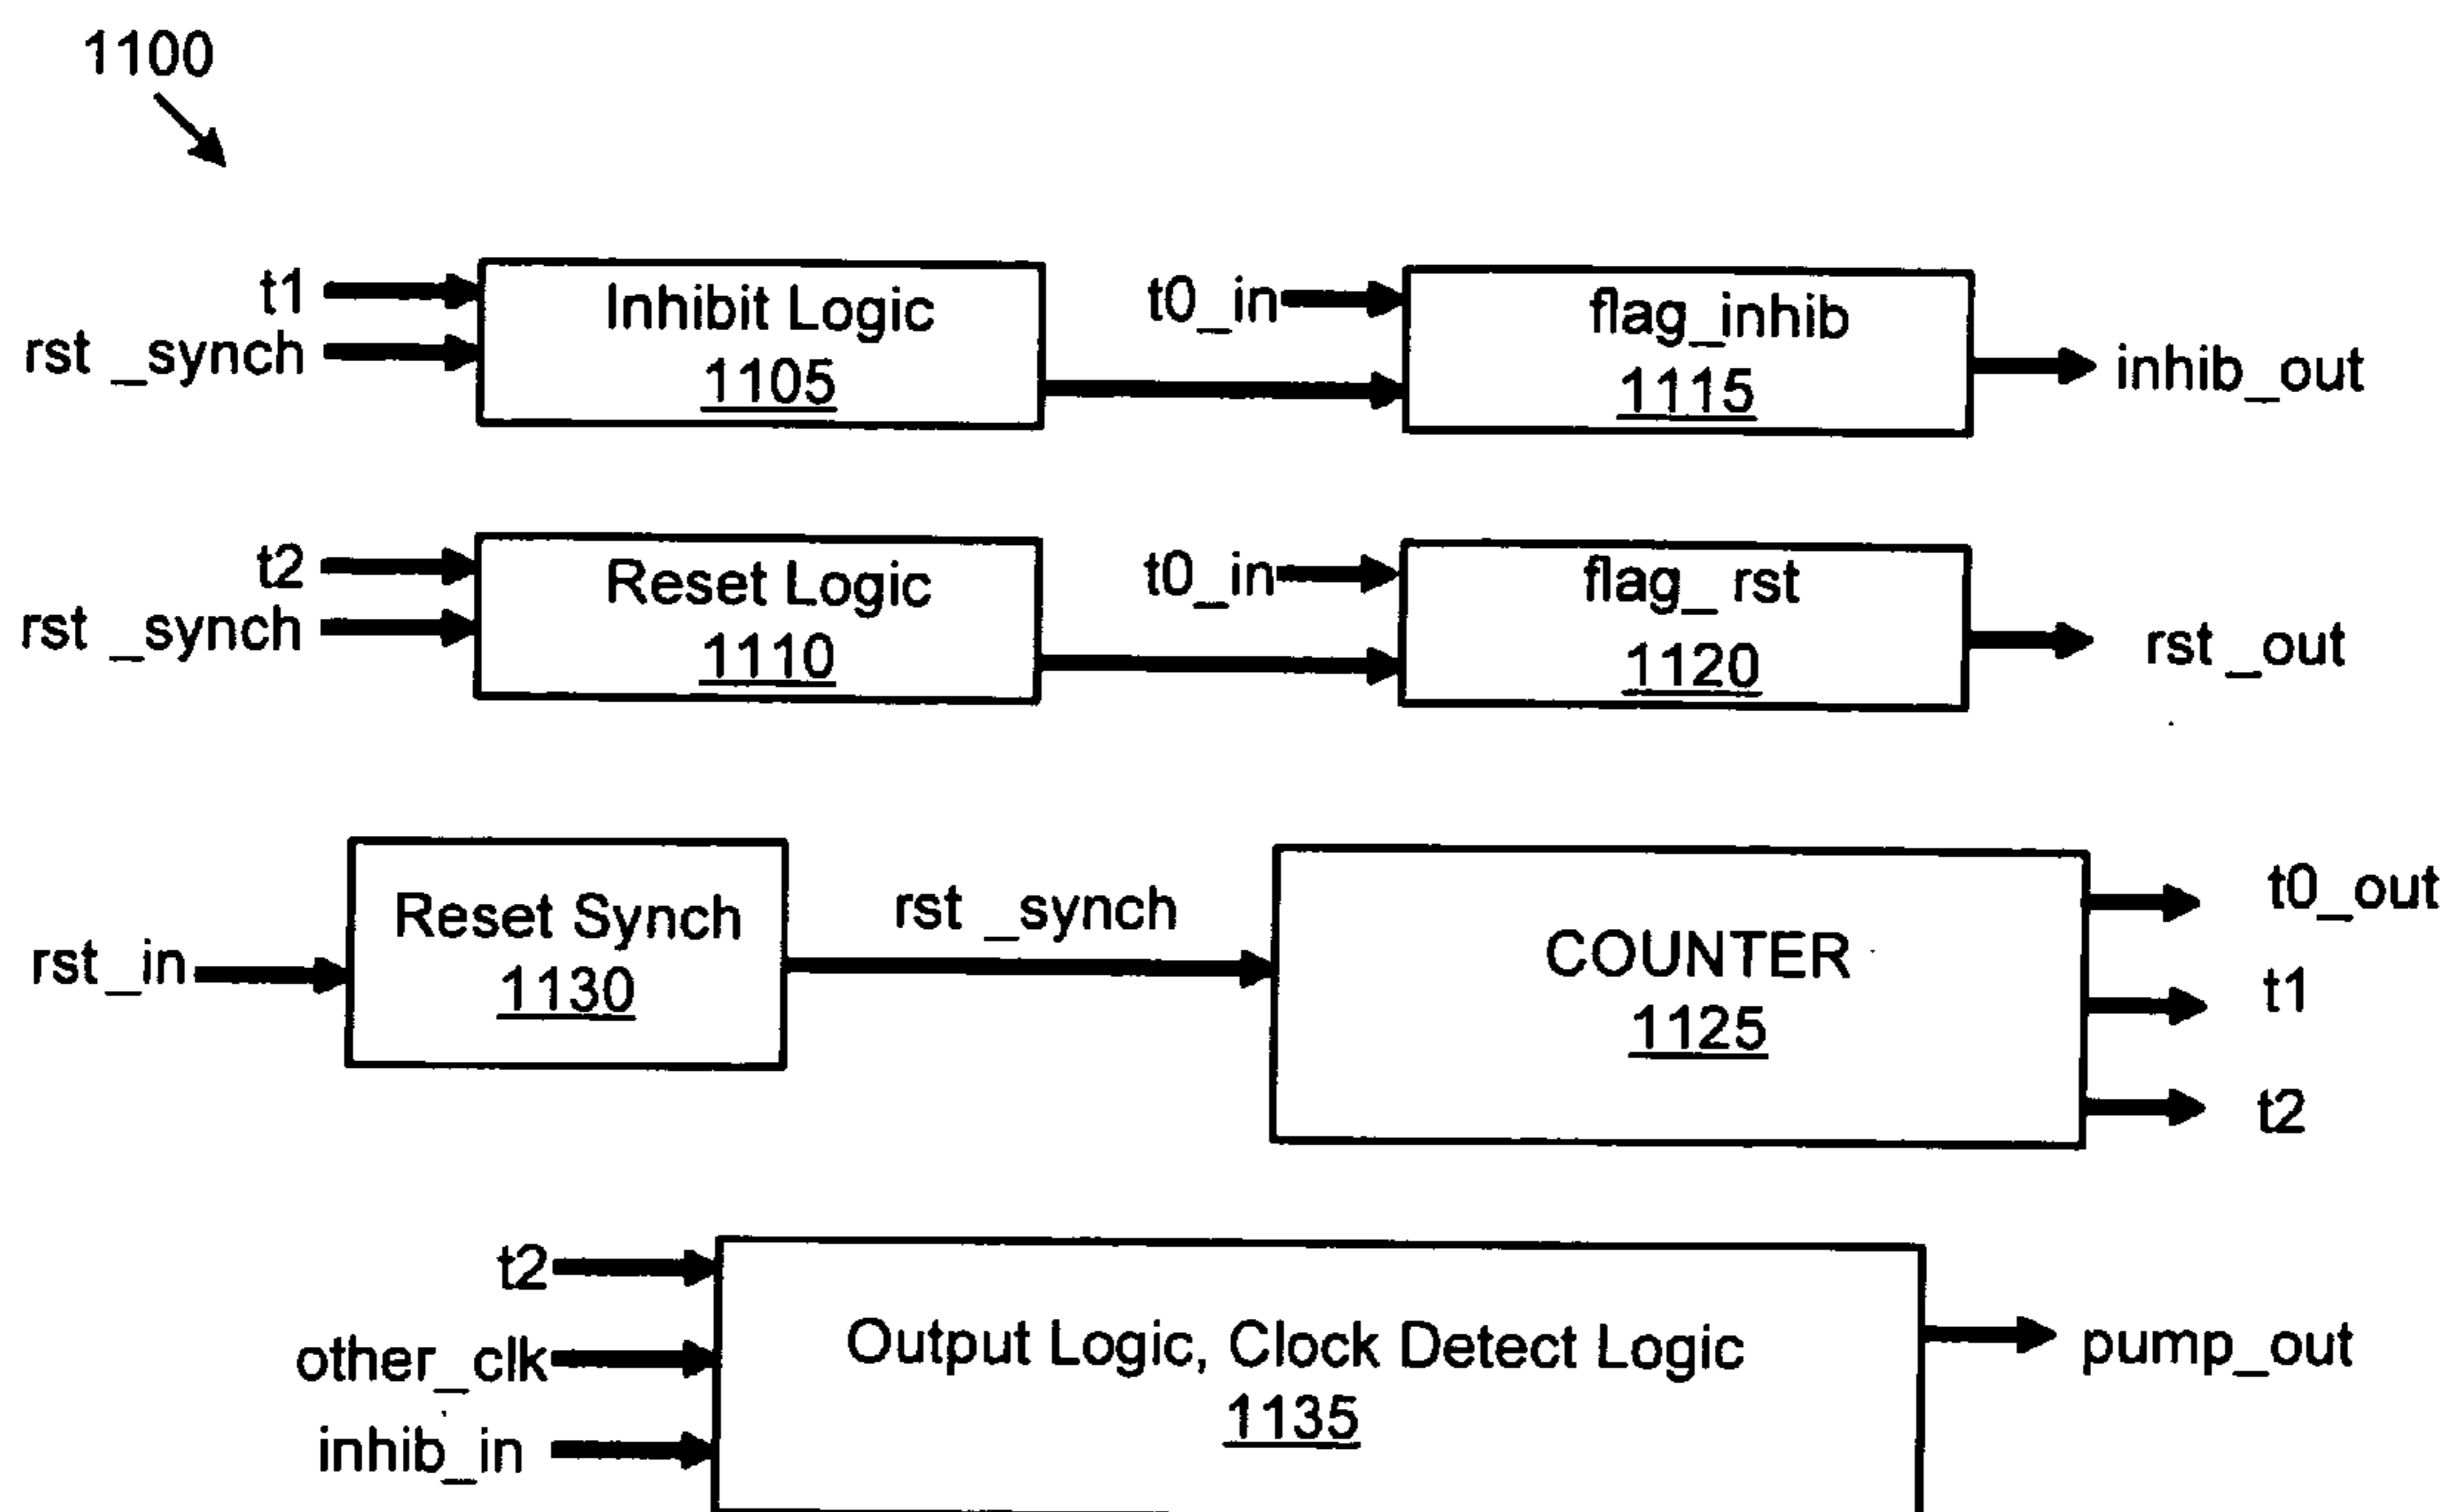 1100
t1
rst _synch
Inhibit Logic
1105
t0_in
flag_inhib
1115
inhib_out
t2
rst _synch
Reset Logic
1110
t0_in
flag_ rst
1120
rst _out
rst_in
Reset Synch
1130
rst _synch
COUNTER
1125
t0_out
t1
t2
t2
other_clk
inhib_in
Output Logic, Clock Detect Logic
1135
pump_out